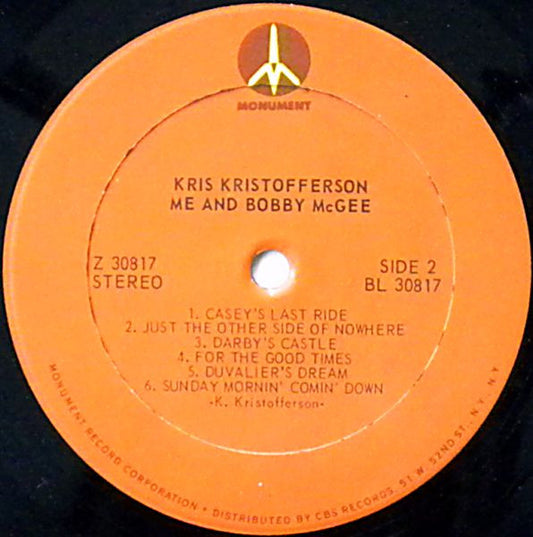 MONUMENT
KRIS KRISTOFFERSON
ME AND BOBBY McGEE
Z 30817
STEREO
SIDE 2
BL 30817
1. CASEY'S LAST RIDE
2. JUST THE OTHER SIDE OF NOWHERE
3. DARBY'S CASTLE
4. FOR THE GOOD TIMES
5. DUVALIER'S DREAM
6. SUNDAY MORNIN' COMIN' DOWN
-K. Kristofferson-
MONUMENT RECORD CORPORATION • DISTRIBUTED BY CBS RECORDS, 51 W. 52ND ST., N.Y., N.Y.